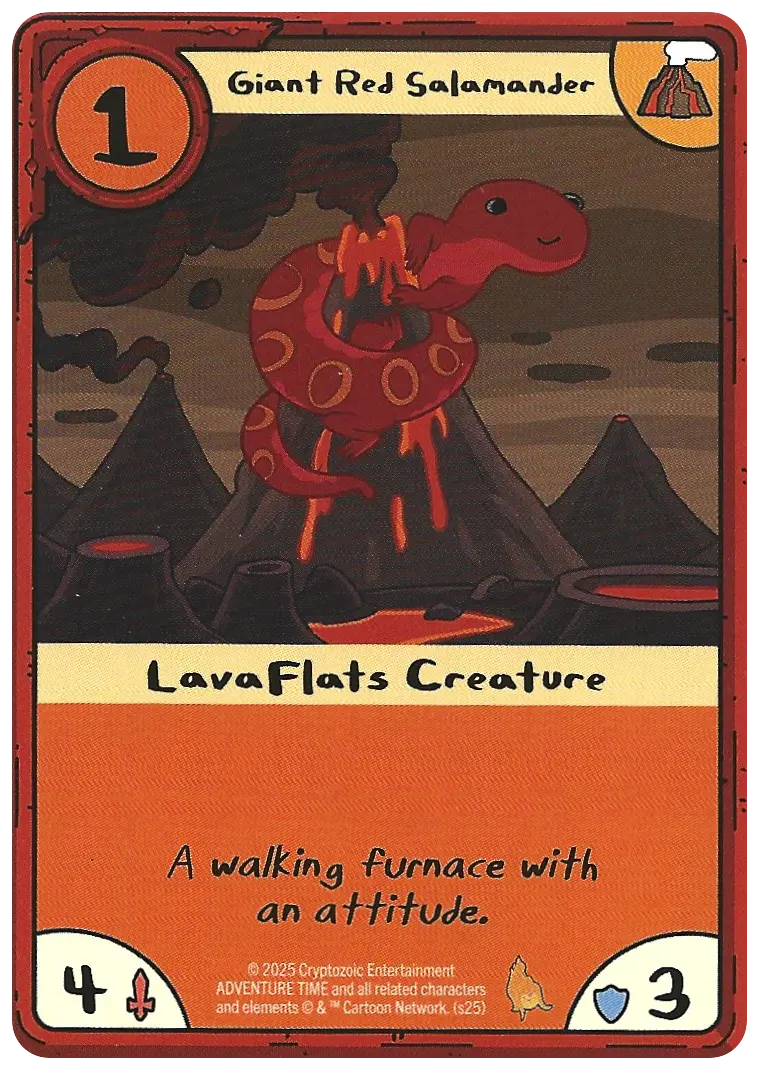 1
Giant Red Salamander
LavaFlats Creature
A walking furnace with
an attitude.
4
© 2025 Cryptozoic Entertainment
ADVENTURE TIME and all related characters
and elements © & ™ Cartoon Network. (s25)
3